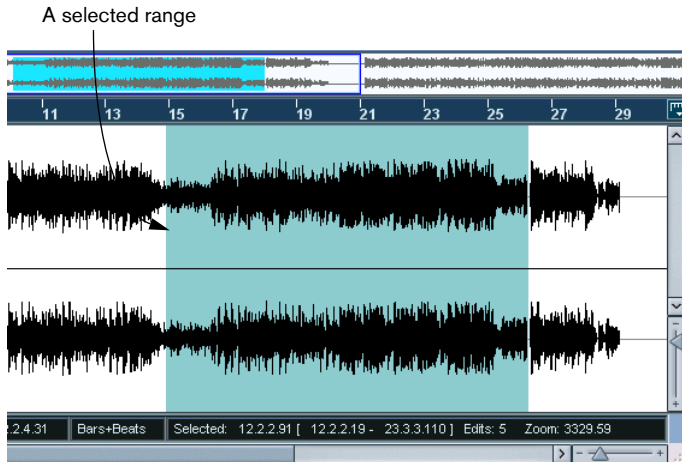 A selected range
11 13 15 17 19 21 23 25 27 29
2.2.4.31 Bars+Beats Selected: 12.2.2.91 [ 12.2.2.19 - 23.3.3.110 ] Edits: 5 Zoom: 3329.59